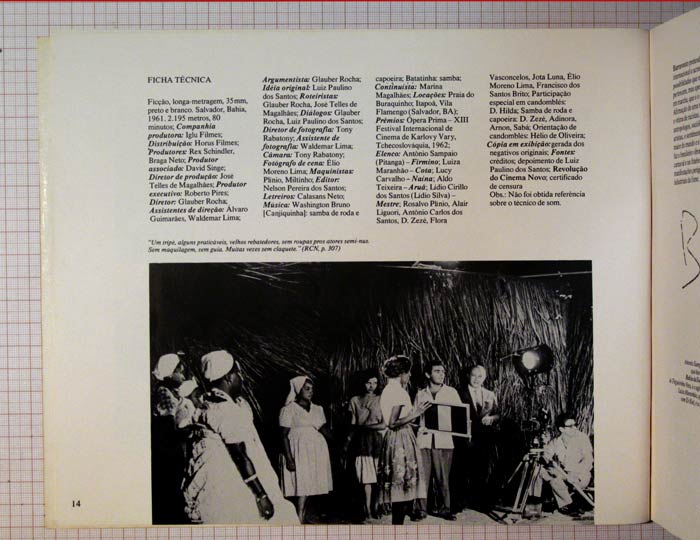 FICHA TÉCNICA
Ficção, longa-metragem, 35mm,
preto e branco. Salvador, Bahia,
1961. 2.195 metros, 80
minutos; Companhia
produtora: Iglu Filmes;
Distribuição: Horus Filmes;
Produtores: Rex Schindler,
Braga Neto; Produtor
associado: David Singe;
Diretor de produção: José
Telles de Magalhães; Produtor
executivo: Roberto Pires;
Diretor: Glauber Rocha;
Assistentes de direção: Álvaro
Guimarães, Waldemar Lima;
Argumentista: Glauber Rocha;
Idéia original: Luiz Paulino
dos Santos; Roteiristas:
Glauber Rocha, José Telles de
Magalhães; Diálogos: Glauber
Rocha, Luiz Paulino dos Santos;
Diretor de fotografia: Tony
Rabatony; Assistente de
fotografia: Waldemar Lima;
Câmara: Tony Rabatony;
Fotógrafo de cena: Élio
Moreno Lima; Maquinistas:
Plínio, Miltinho; Editor:
Nelson Pereira dos Santos;
Letreiros: Calasans Neto;
Música: Washington Bruno
[Canjiquinha]: samba de roda e
capoeira; Batatinha: samba;
Continuísta: Marina
Magalhães; Locações: Praia do
Buraquinho; Itapoã, Vila
Flamengo (Salvador, BA);
Prêmios: Opera Prima – XIII
Festival Internacional de
Cinema de Karlovy Vary,
Tchecoslováquia, 1962;
Elenco: Antônio Sampaio
(Pitanga) – Firmino; Luiza
Maranhão – Cota; Lucy
Carvalho – Naína; Aldo
Teixeira – Aruã; Lídio Cirillo
dos Santos (Lídio Silva) –
Mestre; Rosalvo Plínio, Alair
Liguori, Antônio Carlos dos
Santos, D. Zezé, Flora
Vasconcelos, Jota Luna, Élio
Moreno Lima, Francisco dos
Santos Brito; Participação
especial em candombés:
D. Hilda; Samba de roda e
capoeira: D. Zezé, Adinora,
Arnon, Sabá; Orientação de
candombés: Hélio de Oliveira;
Cópia em exibição: gerada dos
negativos originais; Fontes:
créditos; depoimento de Luiz
Paulino dos Santos; Revolução
do Cinema Novo; certificado
de censura
Obs.: Não foi obtida referência
sobre o técnico de som.
"Um tripé, alguns praticáveis, velhos rebatedores, sem roupas pros atores semi-nus.
Sem maquilagem, sem guia. Muitas vezes sem claquete." (RCN, p. 307)
14